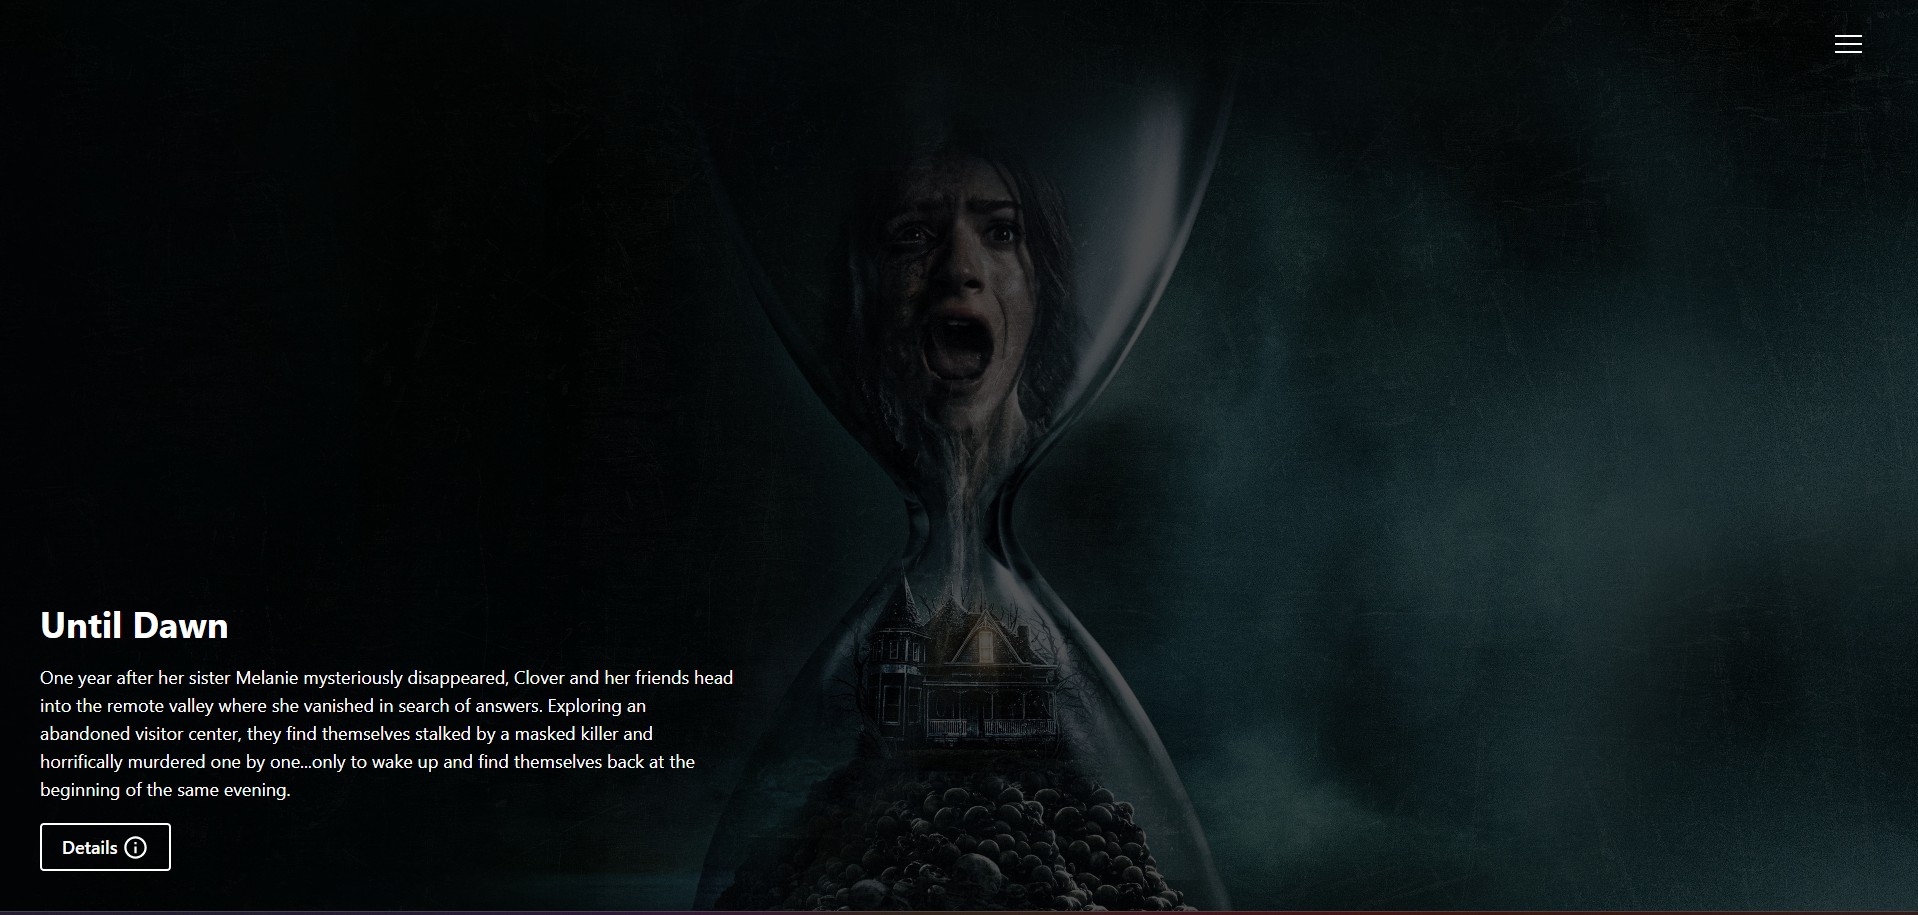 Until Dawn
One year after her sister Melanie mysteriously disappeared, Clover and her friends head
into the remote valley where she vanished in search of answers. Exploring an
abandoned visitor center, they find themselves stalked by a masked killer and
horrifically murdered one by one...only to wake up and find themselves back at the
beginning of the same evening.
Details